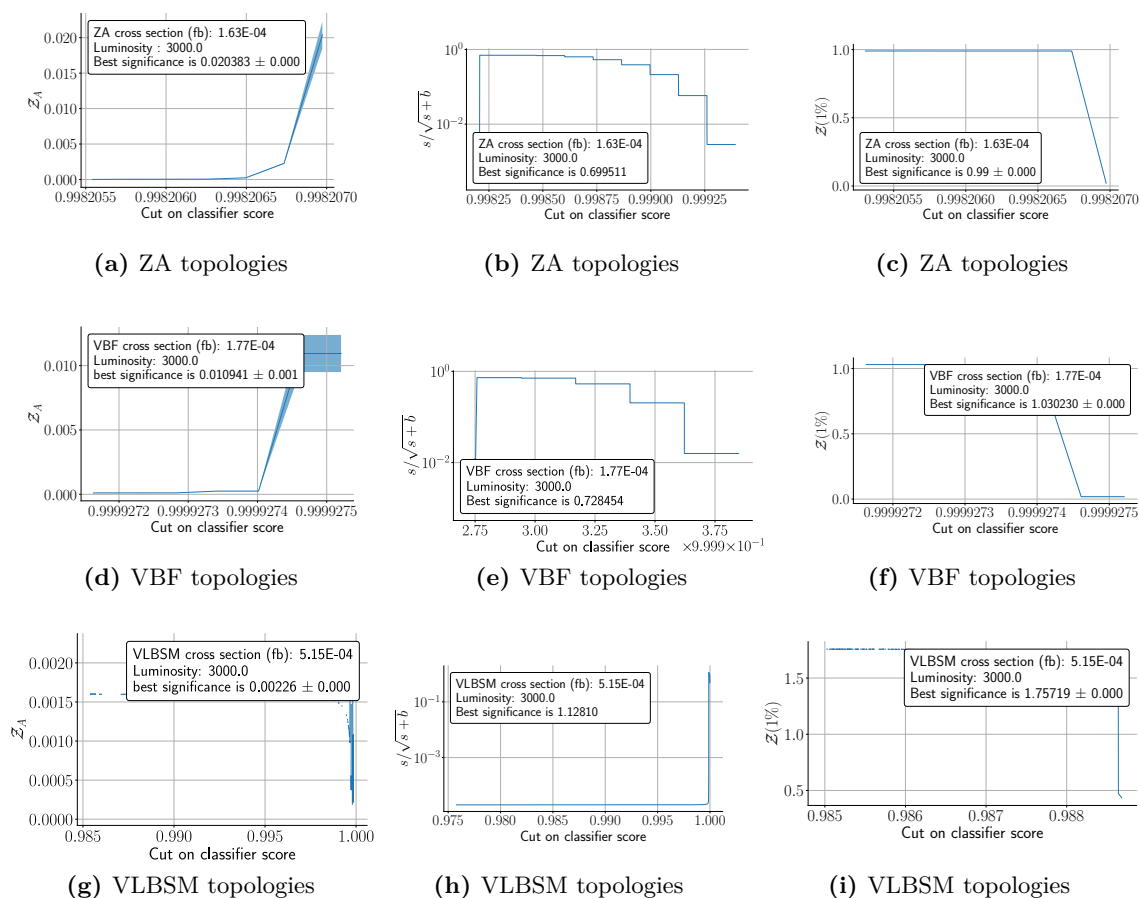 0.020
0.015
0.010
0.005
0.000
𝒵_A
ZA cross section (fb): 1.63E-04
Luminosity : 3000.0
Best significance is 0.020383 ± 0.000
0.9982055 0.9982060 0.9982065 0.9982070
Cut on classifier score
(a) ZA topologies
10^0
10^−2
s/√s + b
ZA cross section (fb): 1.63E-04
Luminosity: 3000.0
Best significance is 0.699511
0.99825 0.99850 0.99875 0.99900 0.99925
Cut on classifier score
(b) ZA topologies
1.0
0.5
0.0
𝒵(1%)
ZA cross section (fb): 1.63E-04
Luminosity: 3000.0
Best significance is 0.99 ± 0.000
0.9982055 0.9982060 0.9982065 0.9982070
Cut on classifier score
(c) ZA topologies
0.010
0.005
0.000
𝒵_A
VBF cross section (fb): 1.77E-04
Luminosity: 3000.0
best significance is 0.010941 ± 0.001
0.9999272 0.9999273 0.9999274 0.9999275
Cut on classifier score
(d) VBF topologies
10^0
10^−2
s/√s + b
VBF cross section (fb): 1.77E-04
Luminosity: 3000.0
Best significance is 0.728454
2.75 3.00 3.25 3.50 3.75
Cut on classifier score ×9.999×10^−1
(e) VBF topologies
1.0
0.5
0.0
𝒵(1%)
VBF cross section (fb): 1.77E-04
Luminosity: 3000.0
Best significance is 1.030230 ± 0.000
0.9999272 0.9999273 0.9999274 0.9999275
Cut on classifier score
(f) VBF topologies
0.0020
0.0015
0.0010
0.0005
0.0000
𝒵_A
VLBSM cross section (fb): 5.15E-04
Luminosity: 3000.0
best significance is 0.00226 ± 0.000
0.985 0.990 0.995 1.000
Cut on classifier score
(g) VLBSM topologies
10^−1
10^−3
s/√s + b
VLBSM cross section (fb): 5.15E-04
Luminosity: 3000.0
Best significance is 1.12810
0.975 0.980 0.985 0.990 0.995 1.000
Cut on classifier score
(h) VLBSM topologies
1.5
1.0
0.5
𝒵(1%)
VLBSM cross section (fb): 5.15E-04
Luminosity: 3000.0
Best significance is 1.75719 ± 0.000
0.985 0.986 0.987 0.988
Cut on classifier score
(i) VLBSM topologies